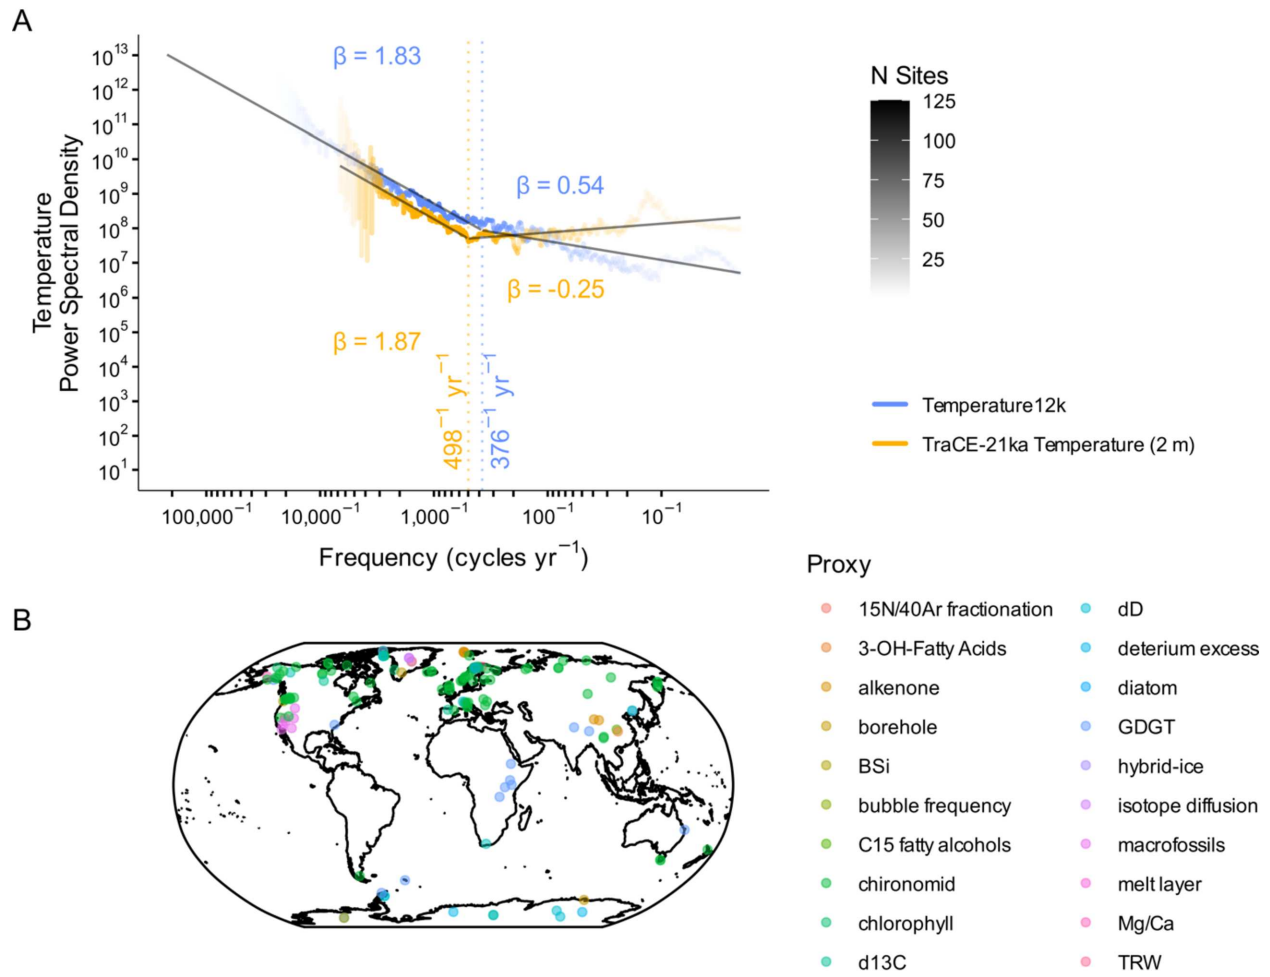 A
Temperature
Power Spectral Density
10¹³
10¹²
10¹¹
10¹⁰
10⁹
10⁸
10⁷
10⁶
10⁵
10⁴
10³
10²
10¹
β = 1.83
β = 0.54
β = -0.25
β = 1.87
498⁻¹ yr⁻¹
376⁻¹ yr⁻¹
100,000⁻¹
10,000⁻¹
1,000⁻¹
100⁻¹
10⁻¹
Frequency (cycles yr⁻¹)
N Sites
125
100
75
50
25
Temperature12k
TraCE-21ka Temperature (2 m)
B
Proxy
15N/40Ar fractionation
3-OH-Fatty Acids
alkenone
borehole
BSi
bubble frequency
C15 fatty alcohols
chironomid
chlorophyll
d13C
dD
deterium excess
diatom
GDGT
hybrid-ice
isotope diffusion
macrofossils
melt layer
Mg/Ca
TRW